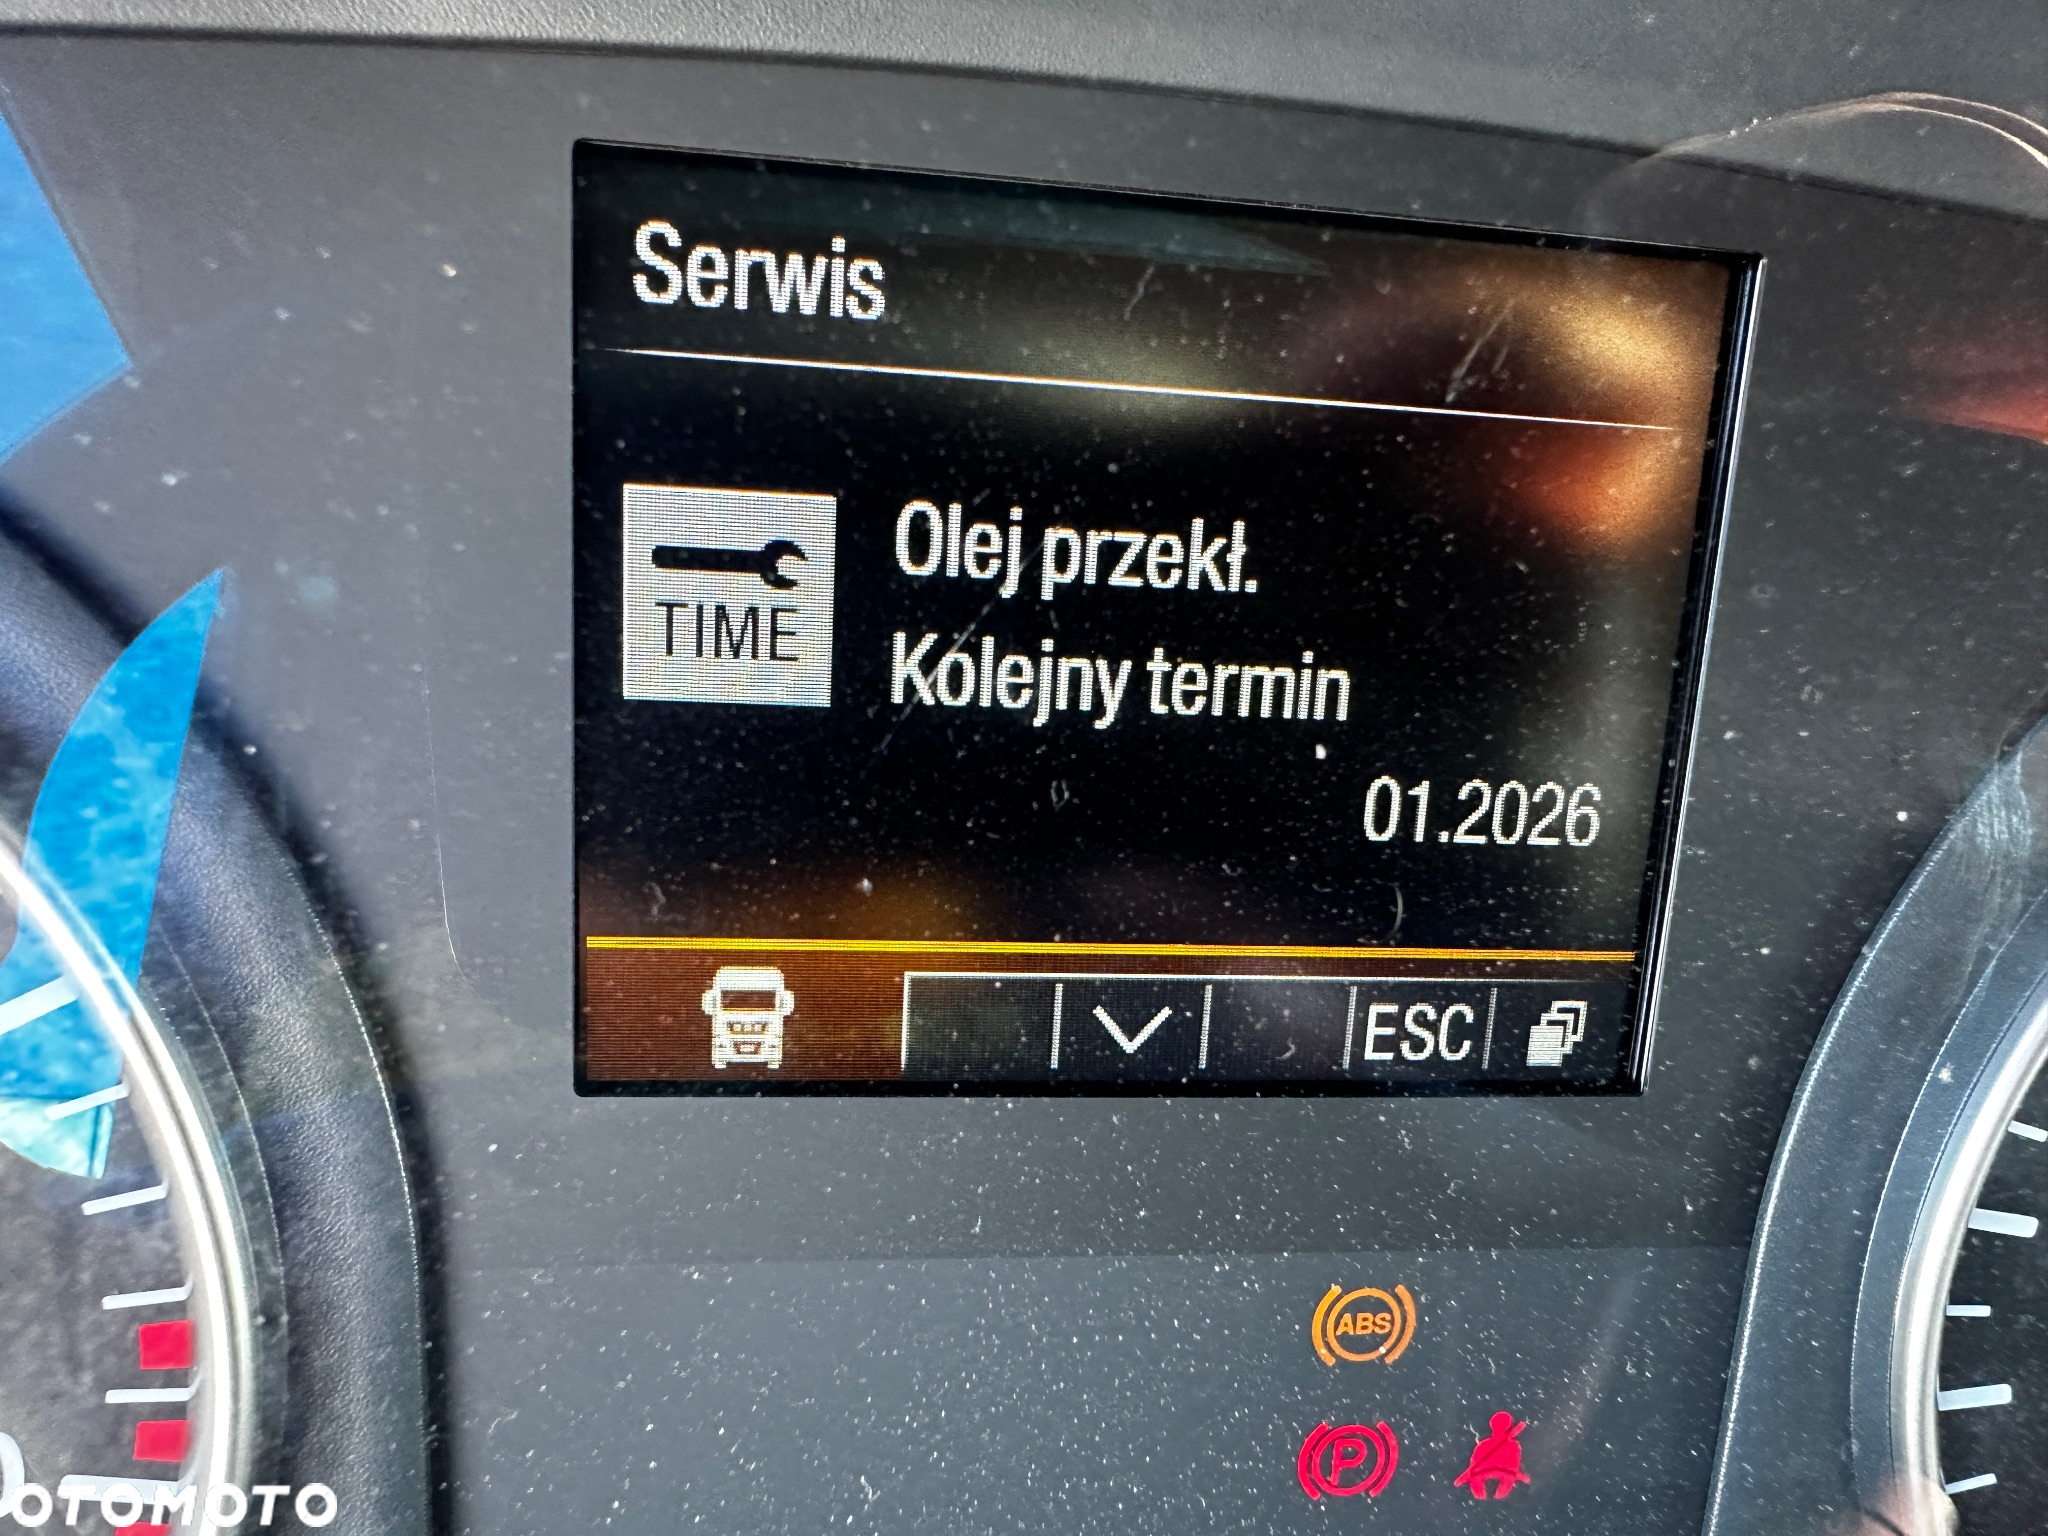 Serwis
TIME
Olej przekł.
Kolejny termin
01.2026
ESC
ABS
P
OTOMOTO